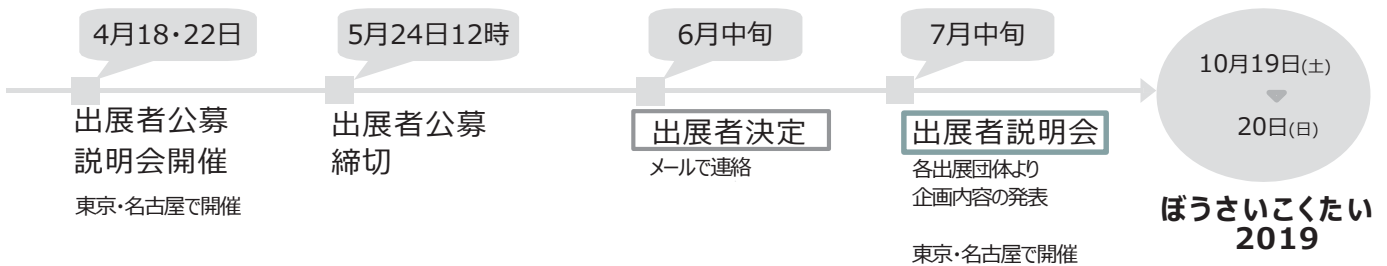 4月18・22日
出展者公募
説明会開催
東京・名古屋で開催
5月24日12時
出展者公募
締切
6月中旬
出展者決定
メールで連絡
7月中旬
出展者説明会
各出展団体より
企画内容の発表
東京・名古屋で開催
10月19日(土)
20日(日)
ぼうさいこくたい
2019